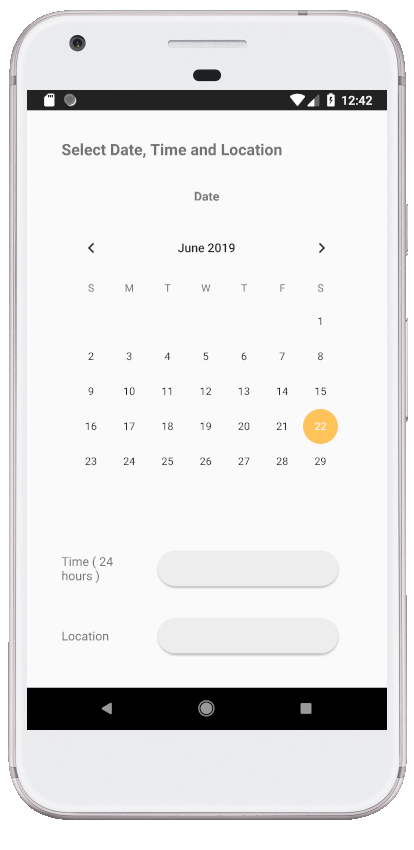 12:42
Select Date, Time and Location
Date
June 2019
S M T W T F S
1
2 3 4 5 6 7 8
9 10 11 12 13 14 15
16 17 18 19 20 21 22
23 24 25 26 27 28 29
Time ( 24
hours )
Location